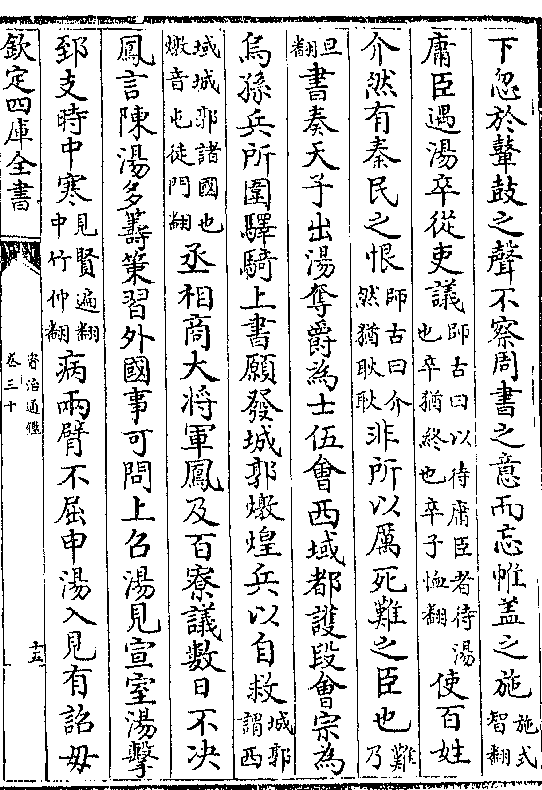 下忽於鼙鼓之聲不察周書之意而忘帷盖之施施式智翻
庸臣遇湯卒從吏議師古曰以待庸臣者待湯也卒猶終也卒子恤翻使百姓
介然有秦民之恨師古曰介然猶耿耿非所以厲死難之臣也難乃
旦翻書奏天子出湯奪爵為士伍會西域都護段會宗為
烏孫兵所圍驛騎上書願發城郭燉煌兵以自救城郭謂西
域城郭諸國也燉音屯徒門翻丞相商大将軍鳳及百寮議數日不決
鳳言陳湯多籌策習外國事可問上召湯見宣室湯擊
郅支時中寒見賢遍翻中竹仲翻病兩臂不屈申湯入見有詔毋
欽定四庫全書
資治通鑑
卷三十
十五